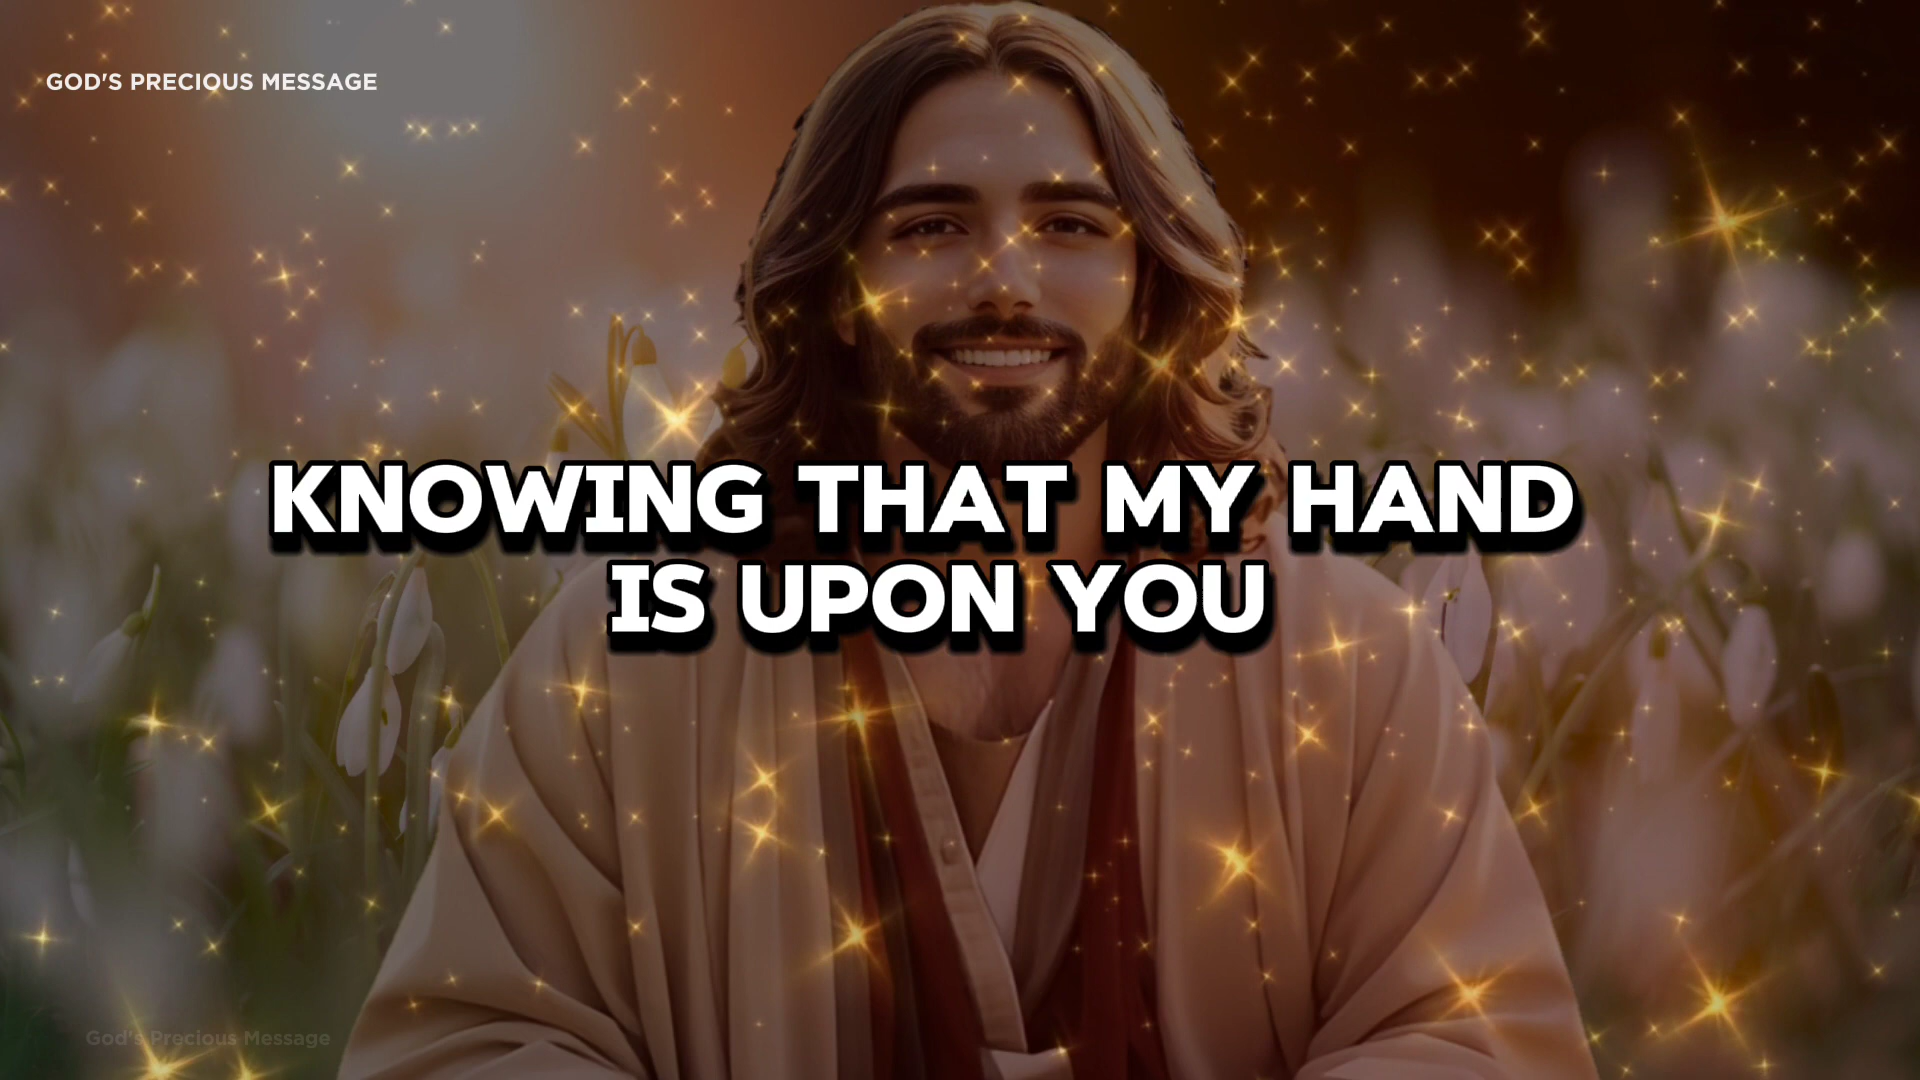 GOD'S PRECIOUS MESSAGE
KNOWING THAT MY HAND
IS UPON YOU
God's Precious Message